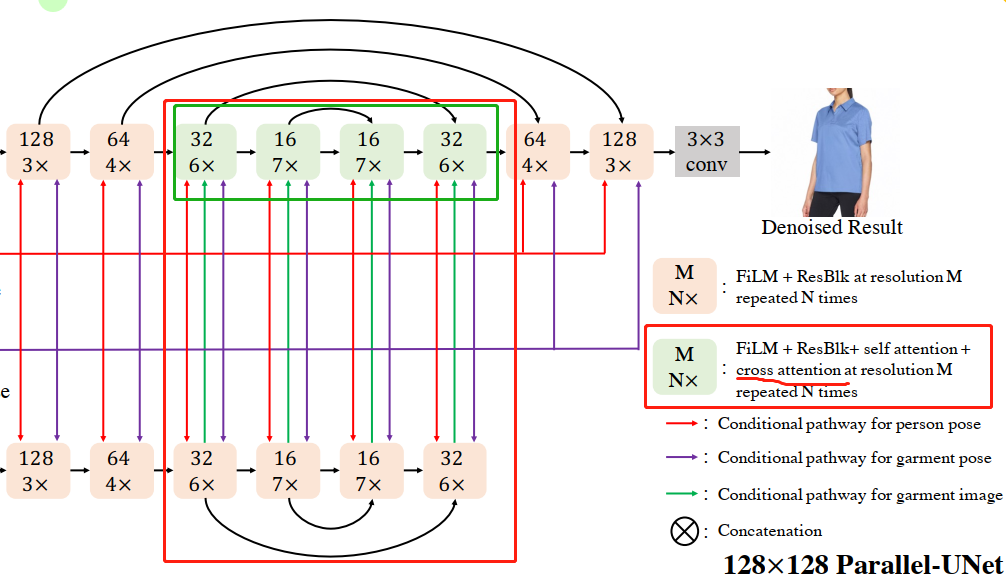 128
3×
64
4×
32
6×
16
7×
16
7×
32
6×
64
4×
128
3×
3×3
conv
Denoised Result
M
N×
: FiLM + ResBlk at resolution M
repeated N times
M
N×
: FiLM + ResBlk+ self attention +
cross attention at resolution M
repeated N times
e
128
3×
64
4×
32
6×
16
7×
16
7×
32
6×
: Conditional pathway for person pose
: Conditional pathway for garment pose
: Conditional pathway for garment image
: Concatenation
128×128 Parallel-UNet